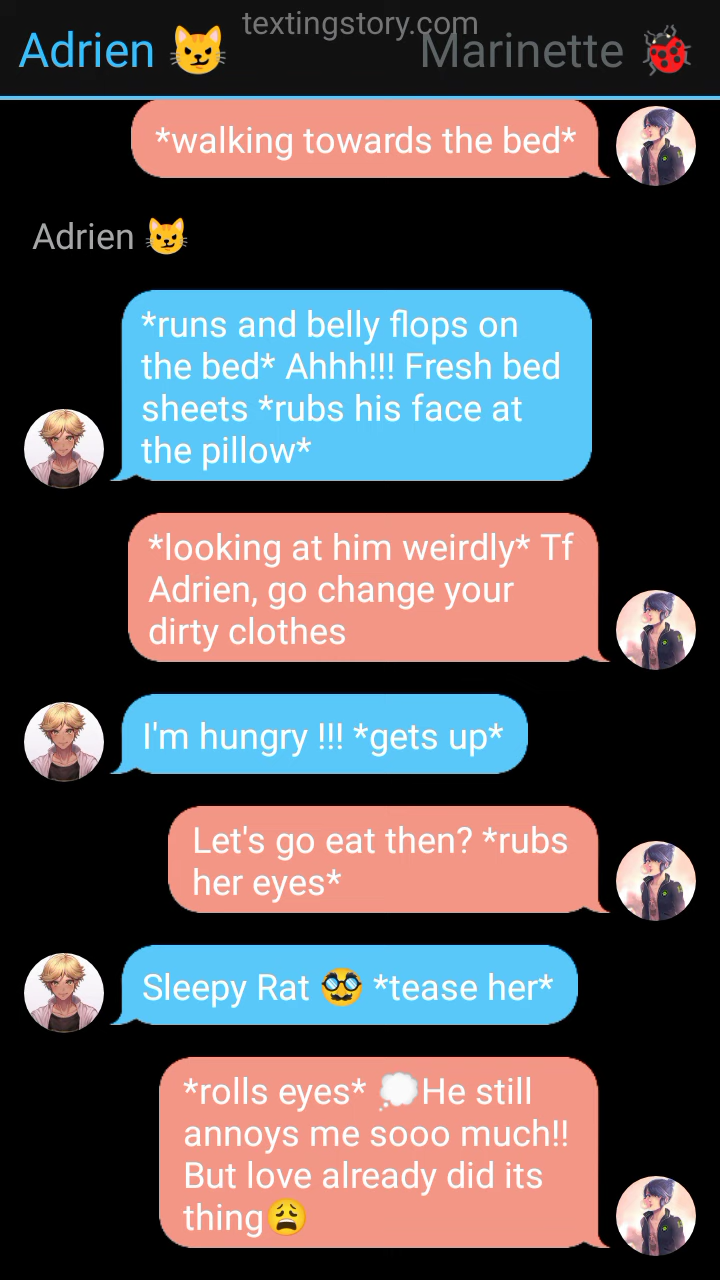 textingstory.com
Adrien 😼 Marinette 🐞
*walking towards the bed*
Adrien 😼
*runs and belly flops on
the bed* Ahhh!!! Fresh bed
sheets *rubs his face at
the pillow*
*looking at him weirdly* Tf
Adrien, go change your
dirty clothes
I'm hungry !!! *gets up*
Let's go eat then? *rubs
her eyes*
Sleepy Rat 🥸 *tease her*
*rolls eyes* 💭He still
annoys me sooo much!!
But love already did its
thing😩